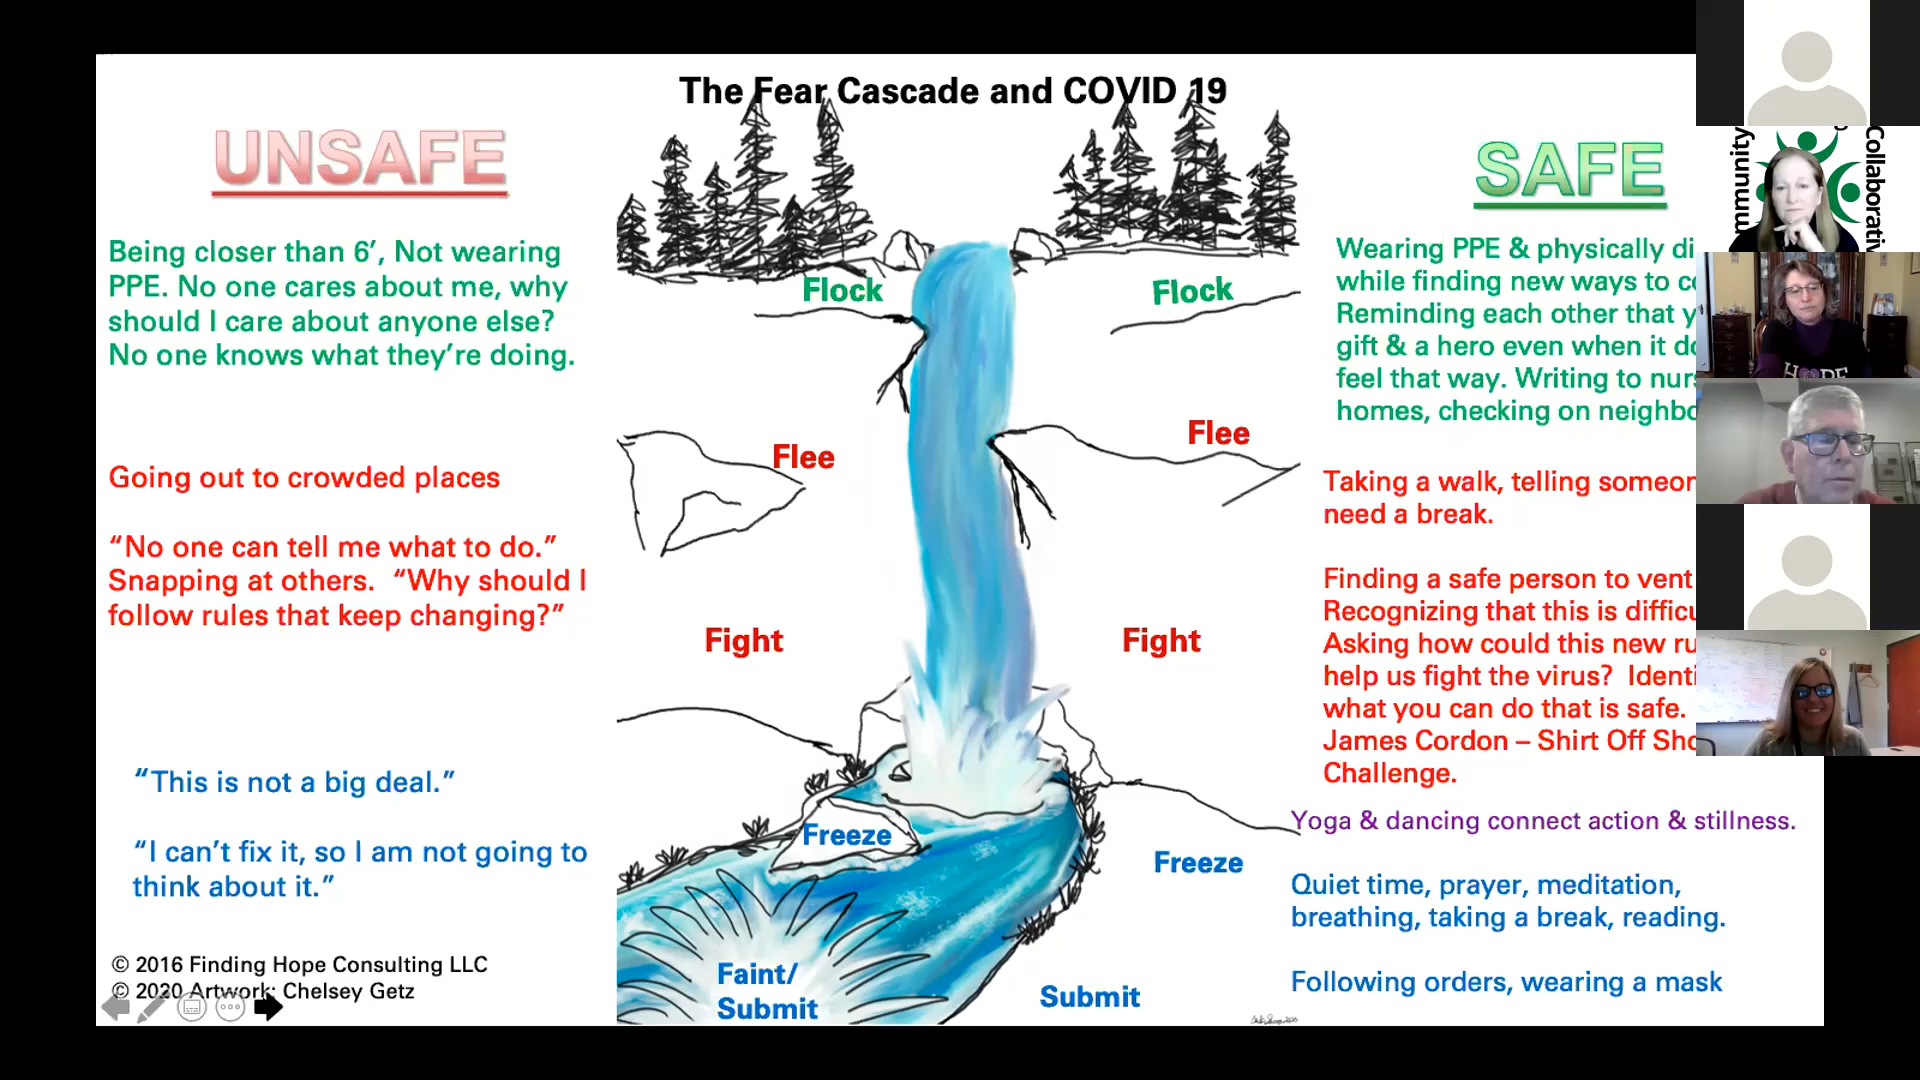 The Fear Cascade and COVID 19
UNSAFE
Being closer than 6’, Not wearing
PPE. No one cares about me, why
should I care about anyone else?
No one knows what they’re doing.
Going out to crowded places
“No one can tell me what to do.”
Snapping at others. “Why should I
follow rules that keep changing?”
“This is not a big deal.”
“I can’t fix it, so I am not going to
think about it.”
© 2016 Finding Hope Consulting LLC
© 2020 Artwork: Chelsey Getz
Flock
Flock
Flee
Flee
Fight
Fight
Freeze
Freeze
Faint/
Submit
Submit
SAFE
Wearing PPE & physically di
while finding new ways to c
Reminding each other that y
gift & a hero even when it do
feel that way. Writing to nur
homes, checking on neighbo
Taking a walk, telling someor
need a break.
Finding a safe person to vent
Recognizing that this is difficu
Asking how could this new ru
help us fight the virus? Identi
what you can do that is safe.
James Cordon – Shirt Off Sho
Challenge.
Yoga & dancing connect action & stillness.
Quiet time, prayer, meditation,
breathing, taking a break, reading.
Following orders, wearing a mask
mmunity
Collaborativ
HOPE